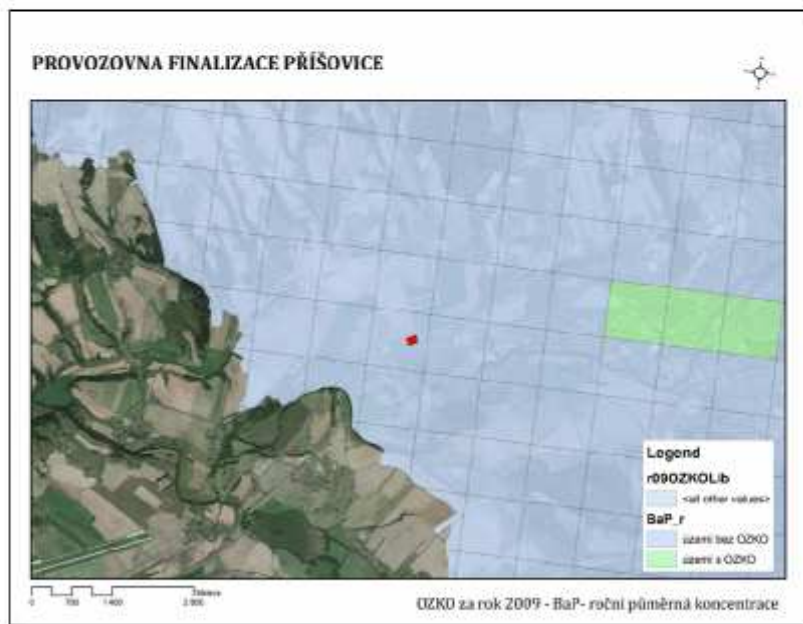 PROVOZOVNA FINALIZACE PŘÍŠOVICE
Legend
r09OZKOLib
<all other values>
BaP_r
území bez OZKO
území s OZKO
0 700 1 400 2 800
OZKO za rok 2009 - BaP- roční půměrná koncentrace